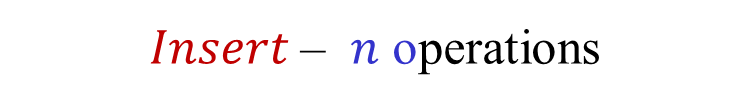 Insert – n operations